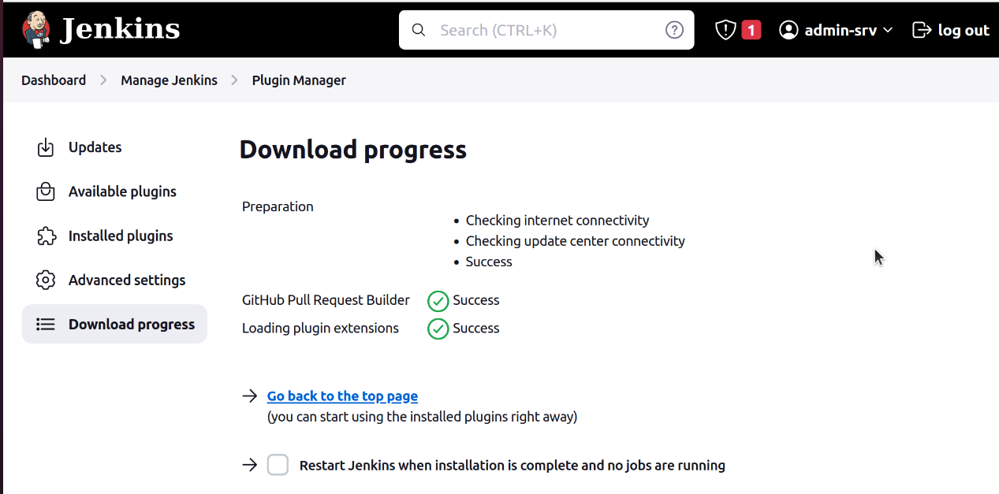 Jenkins
Search (CTRL+K)
?
1
admin-srv
log out
Dashboard
Manage Jenkins
Plugin Manager
Updates
Available plugins
Installed plugins
Advanced settings
Download progress
Download progress
Preparation
Checking internet connectivity
Checking update center connectivity
Success
GitHub Pull Request Builder Success
Loading plugin extensions Success
Go back to the top page
(you can start using the installed plugins right away)
Restart Jenkins when installation is complete and no jobs are running